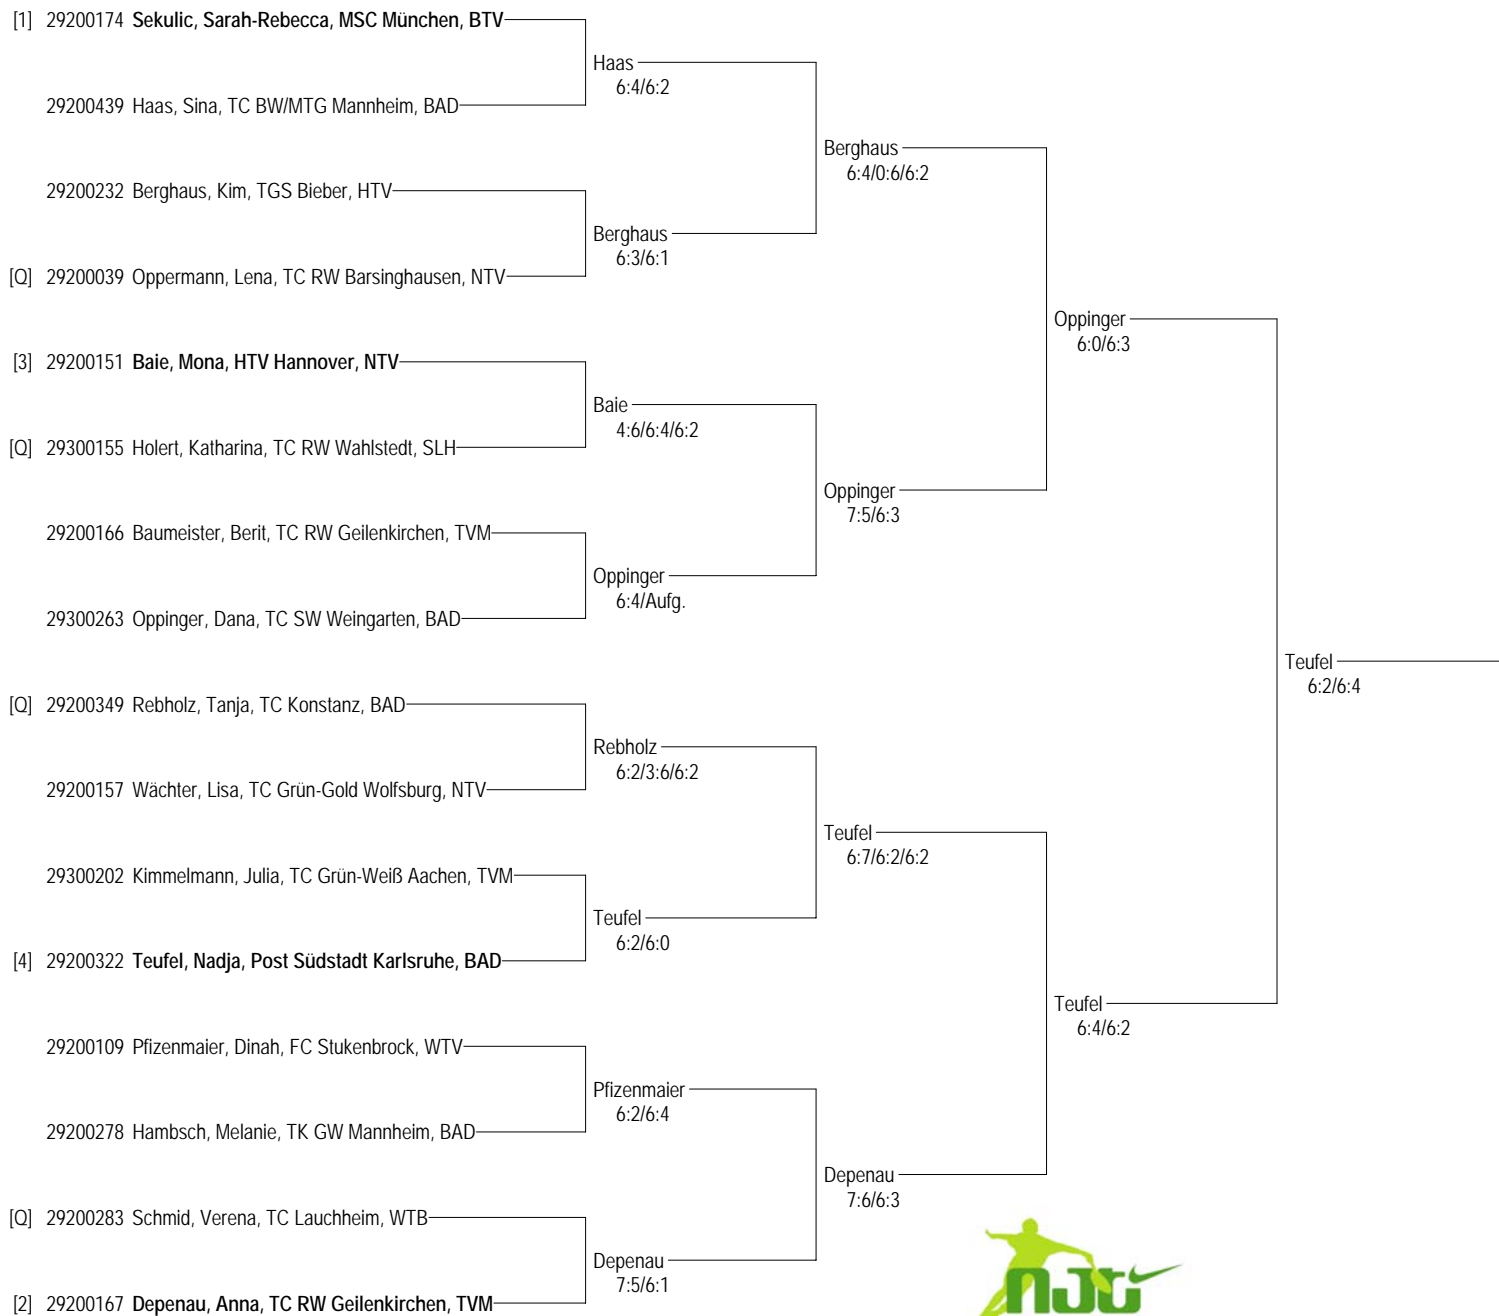 [1] 29200174 Sekulic, Sarah-Rebecca, MSC München, BTV
Haas
6:4/6:2
29200439 Haas, Sina, TC BW/MTG Mannheim, BAD
Berghaus
6:4/0:6/6:2
29200232 Berghaus, Kim, TGS Bieber, HTV
Berghaus
6:3/6:1
[Q] 29200039 Oppermann, Lena, TC RW Barsinghausen, NTV
Oppinger
6:0/6:3
[3] 29200151 Baie, Mona, HTV Hannover, NTV
Baie
4:6/6:4/6:2
[Q] 29300155 Holert, Katharina, TC RW Wahlstedt, SLH
Oppinger
7:5/6:3
29200166 Baumeister, Berit, TC RW Geilenkirchen, TVM
Oppinger
6:4/Aufg.
29300263 Oppinger, Dana, TC SW Weingarten, BAD
Teufel
6:2/6:4
[Q] 29200349 Rebholz, Tanja, TC Konstanz, BAD
Rebholz
6:2/3:6/6:2
29200157 Wächter, Lisa, TC Grün-Gold Wolfsburg, NTV
Teufel
6:7/6:2/6:2
29300202 Kimmelmann, Julia, TC Grün-Weiß Aachen, TVM
Teufel
6:2/6:0
[4] 29200322 Teufel, Nadja, Post Südstadt Karlsruhe, BAD
Teufel
6:4/6:2
29200109 Pfizenmaier, Dinah, FC Stukenbrock, WTV
Pfizenmaier
6:2/6:4
29200278 Hambsch, Melanie, TK GW Mannheim, BAD
Depenau
7:6/6:3
[Q] 29200283 Schmid, Verena, TC Lauchheim, WTB
Depenau
7:5/6:1
[2] 29200167 Depenau, Anna, TC RW Geilenkirchen, TVM
NJT